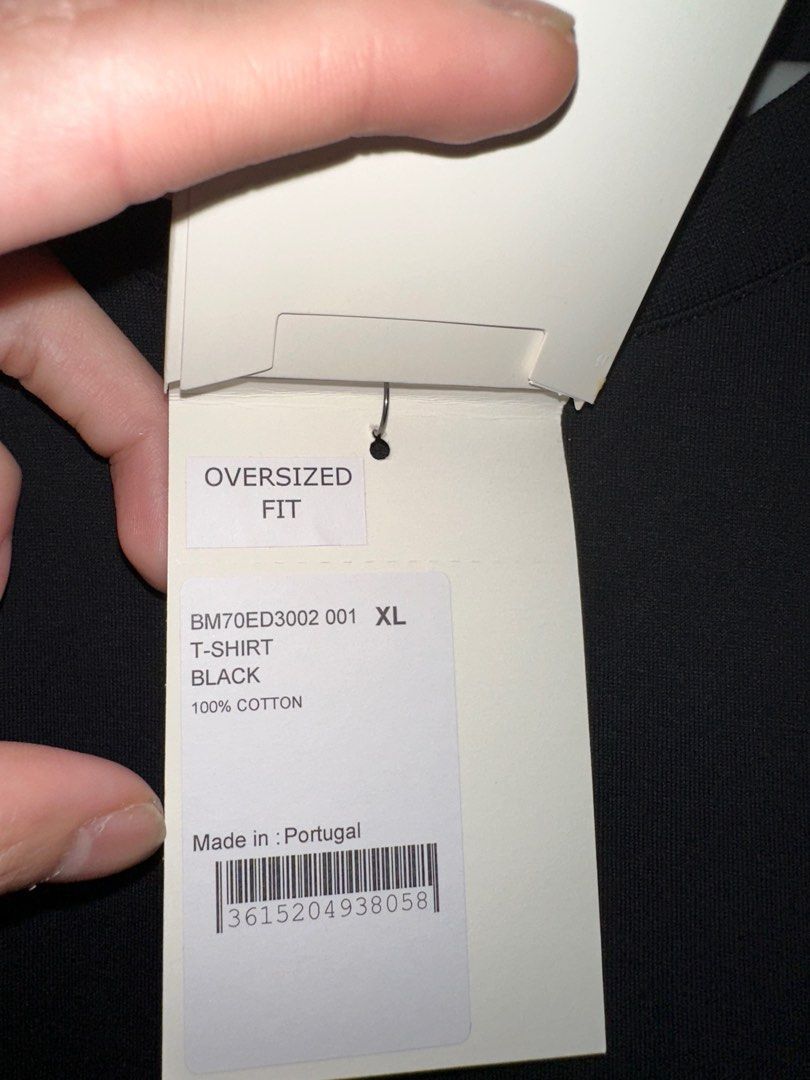 OVERSIZED
FIT
BM70ED3002 001 XL
T-SHIRT
BLACK
100% COTTON
Made in : Portugal
3615204938058